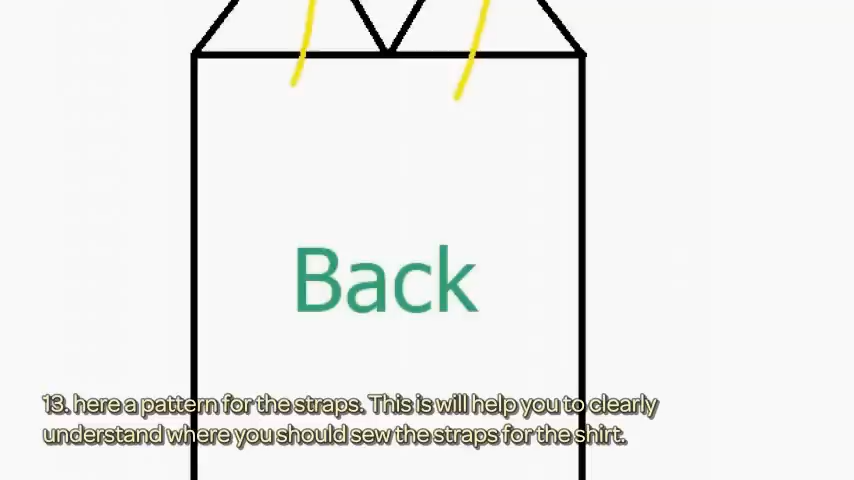 Back
13. here a pattern for the straps. This is will help you to clearly
understand where you should sew the straps for the shirt.